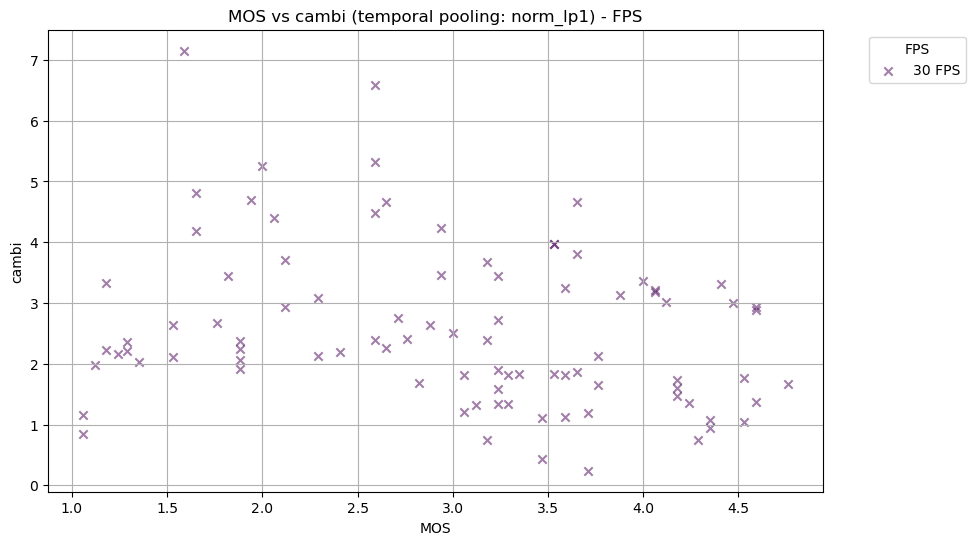 MOS vs cambi (temporal pooling: norm_lp1) - FPS
FPS
30 FPS
7
6
5
4
3
2
1
0
cambi
1.0 1.5 2.0 2.5 3.0 3.5 4.0 4.5
MOS